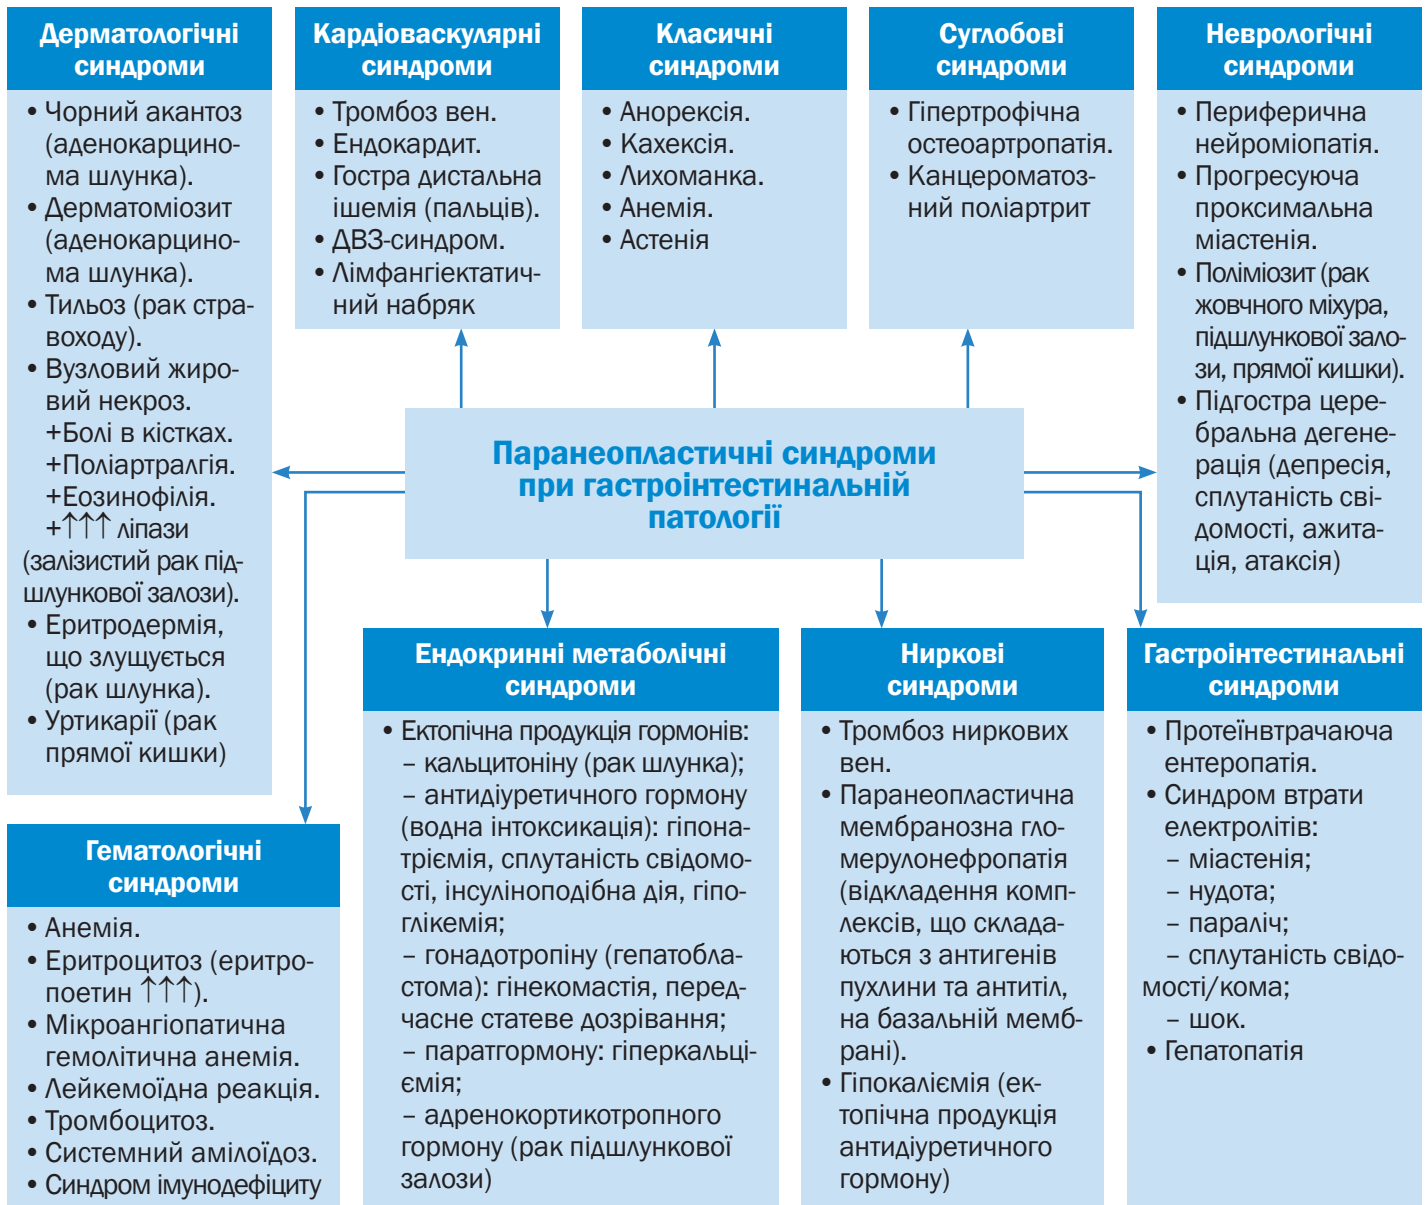 Дерматологічні
синдроми
• Чорний акантоз
(аденокарцино-
ма шлунка).
• Дерматоміозит
(аденокарцино-
ма шлунка).
• Тильоз (рак стра-
воходу).
• Вузловий жиро-
вий некроз.
+Болі в кістках.
+Поліартралгія.
+Еозинофілія.
+↑↑↑ ліпази
(залізистий рак під-
шлункової залози).
• Еритродермія,
що злущується
(рак шлунка).
• Уртикарії (рак
прямої кишки)
Кардіоваскулярні
синдроми
• Тромбоз вен.
• Ендокардит.
• Гостра дистальна
ішемія (пальців).
• ДВЗ-синдром.
• Лімфангіектатич-
ний набряк
Класичні
синдроми
• Анорексія.
• Кахексія.
• Лихоманка.
• Анемія.
• Астенія
Суглобові
синдроми
• Гіпертрофічна
остеоартропатія.
• Канцероматоз-
ний поліартрит
Неврологічні
синдроми
• Периферична
нейроміопатія.
• Прогресуюча
проксимальна
міастенія.
• Поліміозит (рак
жовчного міхура,
підшлункової зало-
зи, прямої кишки).
• Підгостра цере-
бральна дегене-
рація (депресія,
сплутаність сві-
домості, ажита-
ція, атаксія)
Паранеопластичні синдроми
при гастроінтестинальній
патології
Гематологічні
синдроми
• Анемія.
• Еритроцитоз (еритро-
поетин ↑↑↑).
• Мікроангіопатична
гемолітична анемія.
• Лейкемоїдна реакція.
• Тромбоцитоз.
• Системний амілоїдоз.
• Синдром імунодефіциту
Ендокринні метаболічні
синдроми
• Ектопічна продукція гормонів:
– кальцитоніну (рак шлунка);
– антидіуретичного гормону
(водна інтоксикація): гіпона-
тріємія, сплутаність свідомо-
сті, інсуліноподібна дія, гіпо-
глікемія;
– гонадотропіну (гепатобла-
стома): гінекомастія, перед-
часне статеве дозрівання;
– паратгормону: гіперкальці-
ємія;
– адренокортикотропного
гормону (рак підшлункової
залози)
Ниркові
синдроми
• Тромбоз ниркових
вен.
• Паранеопластична
мембранозна гло-
мерулонефропатія
(відкладення комп-
лексів, що склада-
ються з антигенів
пухлини та антитіл,
на базальній мемб-
рані).
• Гіпокаліємія (ек-
топічна продукція
антидіуретичного
гормону)
Гастроінтестинальні
синдроми
• Протеїнвтрачаюча
ентеропатія.
• Синдром втрати
електролітів:
– міастенія;
– нудота;
– параліч;
– сплутаність свідо-
мості/кома;
– шок.
• Гепатопатія